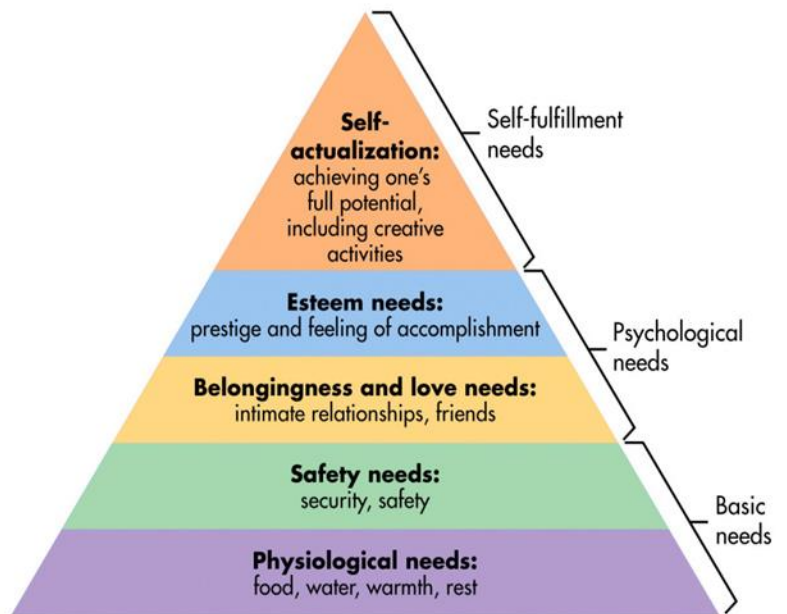 Self-
actualization:
achieving one's
full potential,
including creative
activities
Self-fulfillment
needs
Esteem needs:
prestige and feeling of accomplishment
Psychological
needs
Belongingness and love needs:
intimate relationships, friends
Safety needs:
security, safety
Basic
needs
Physiological needs:
food, water, warmth, rest